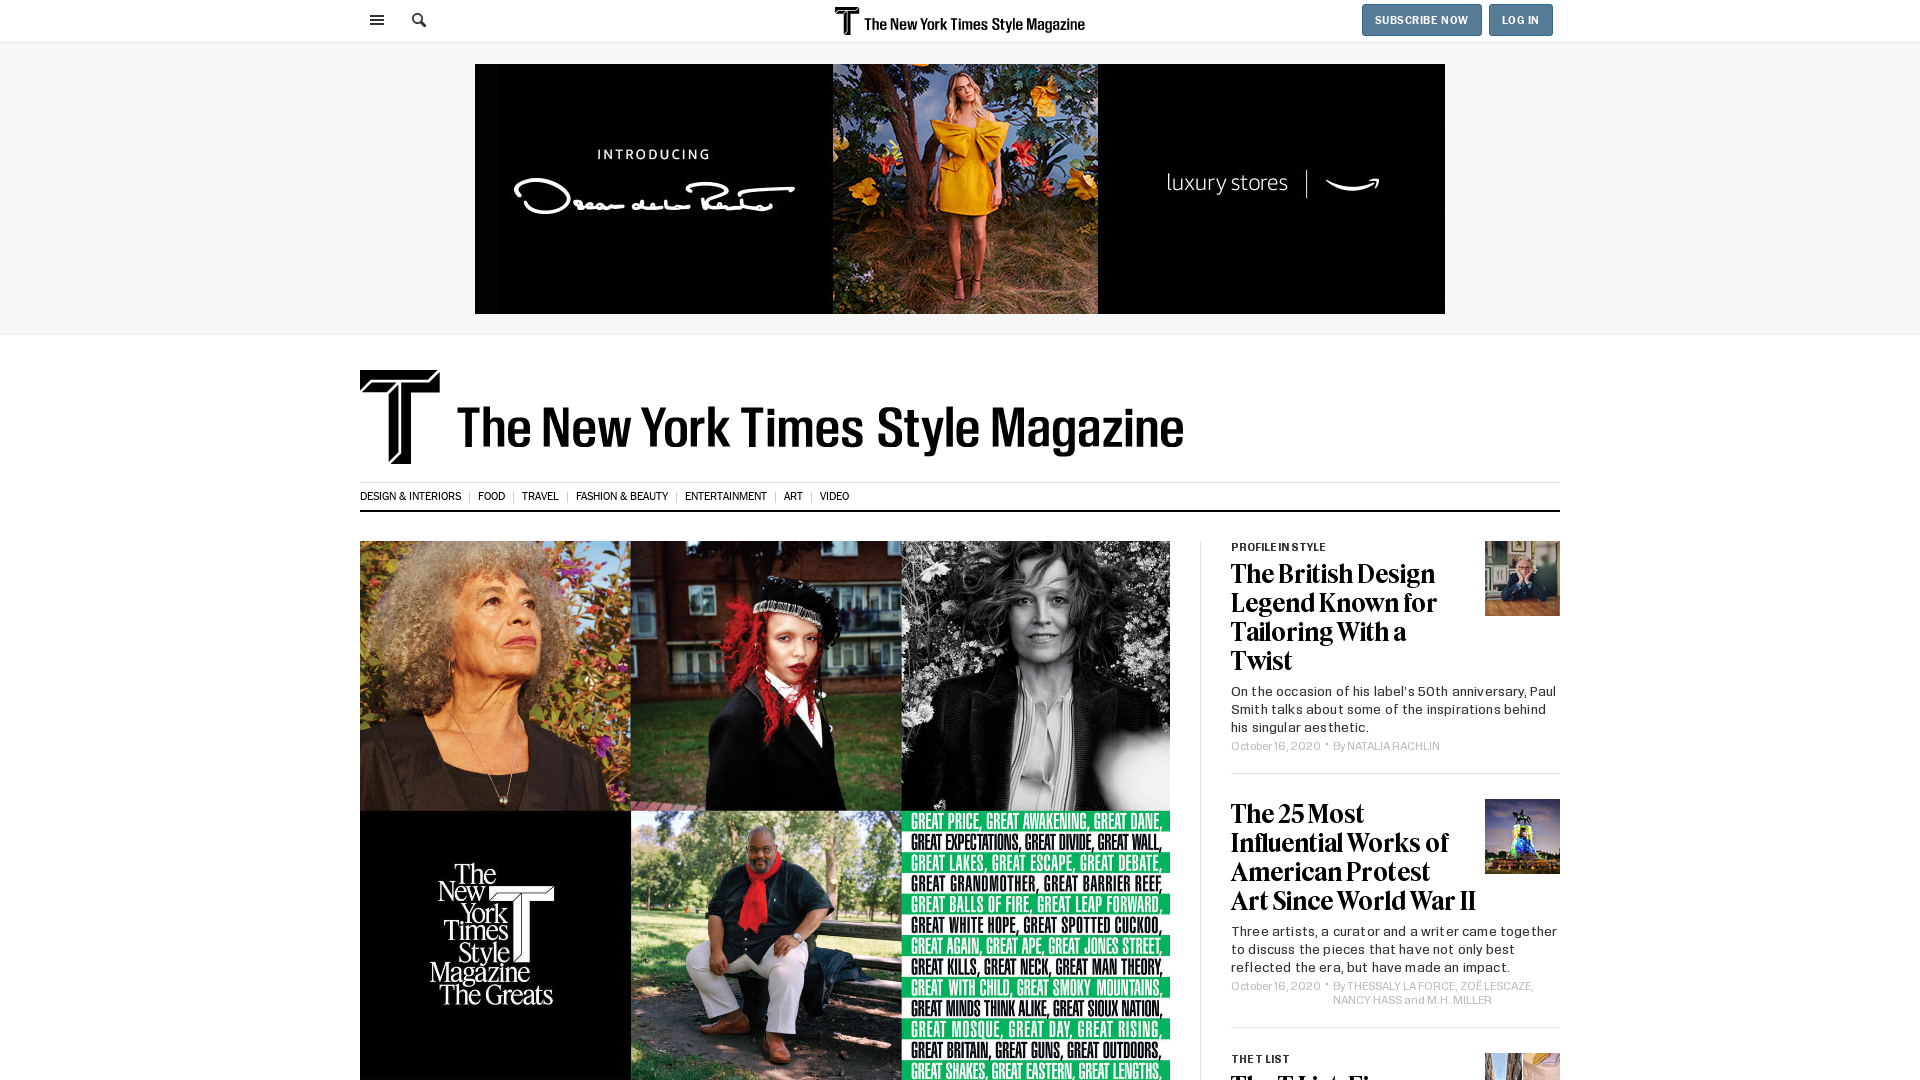 The New York Times Style Magazine
SUBSCRIBE NOW
LOG IN
INTRODUCING
Oscar de la Renta
luxury stores
T The New York Times Style Magazine
DESIGN & INTERIORS
FOOD
TRAVEL
FASHION & BEAUTY
ENTERTAINMENT
ART
VIDEO
The
New
York
Times
Style
Magazine
The Greats
GREAT PRICE, GREAT AWAKENING, GREAT DANE,
GREAT EXPECTATIONS, GREAT DIVIDE, GREAT WALL,
GREAT LAKES, GREAT ESCAPE, GREAT DEBATE,
GREAT GRANDMOTHER, GREAT BARRIER REEF,
GREAT BALLS OF FIRE, GREAT LEAP FORWARD,
GREAT WHITE HOPE, GREAT SPOTTED CUCKOO,
GREAT AGAIN, GREAT APE, GREAT JONES STREET,
GREAT KILLS, GREAT NECK, GREAT MAN THEORY,
GREAT WITH CHILD, GREAT SMOKY MOUNTAINS,
GREAT MINDS THINK ALIKE, GREAT SIOUX NATION,
GREAT MOSQUE, GREAT DAY, GREAT RISING,
GREAT BRITAIN, GREAT GUNS, GREAT OUTDOORS,
GREAT SHAKES, GREAT EASTERN, GREAT LENGTHS,
PROFILE IN STYLE
The British Design
Legend Known for
Tailoring With a
Twist
On the occasion of his label's 50th anniversary, Paul
Smith talks about some of the inspirations behind
his singular aesthetic.
October 16, 2020 • By NATALIA RACHLIN
The 25 Most
Influential Works of
American Protest
Art Since World War II
Three artists, a curator and a writer came together
to discuss the pieces that have not only best
reflected the era, but have made an impact.
October 16, 2020 • By THESSALY LA FORCE, ZOË LESCAZE,
NANCY HASS and M.H. MILLER
THE T LIST
The T List: Fi